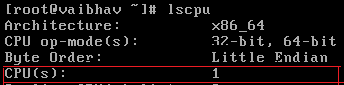 [root@vaibhav ~]# lscpu
Architecture: x86_64
CPU op-mode(s): 32-bit, 64-bit
Byte Order: Little Endian
CPU(s): 1